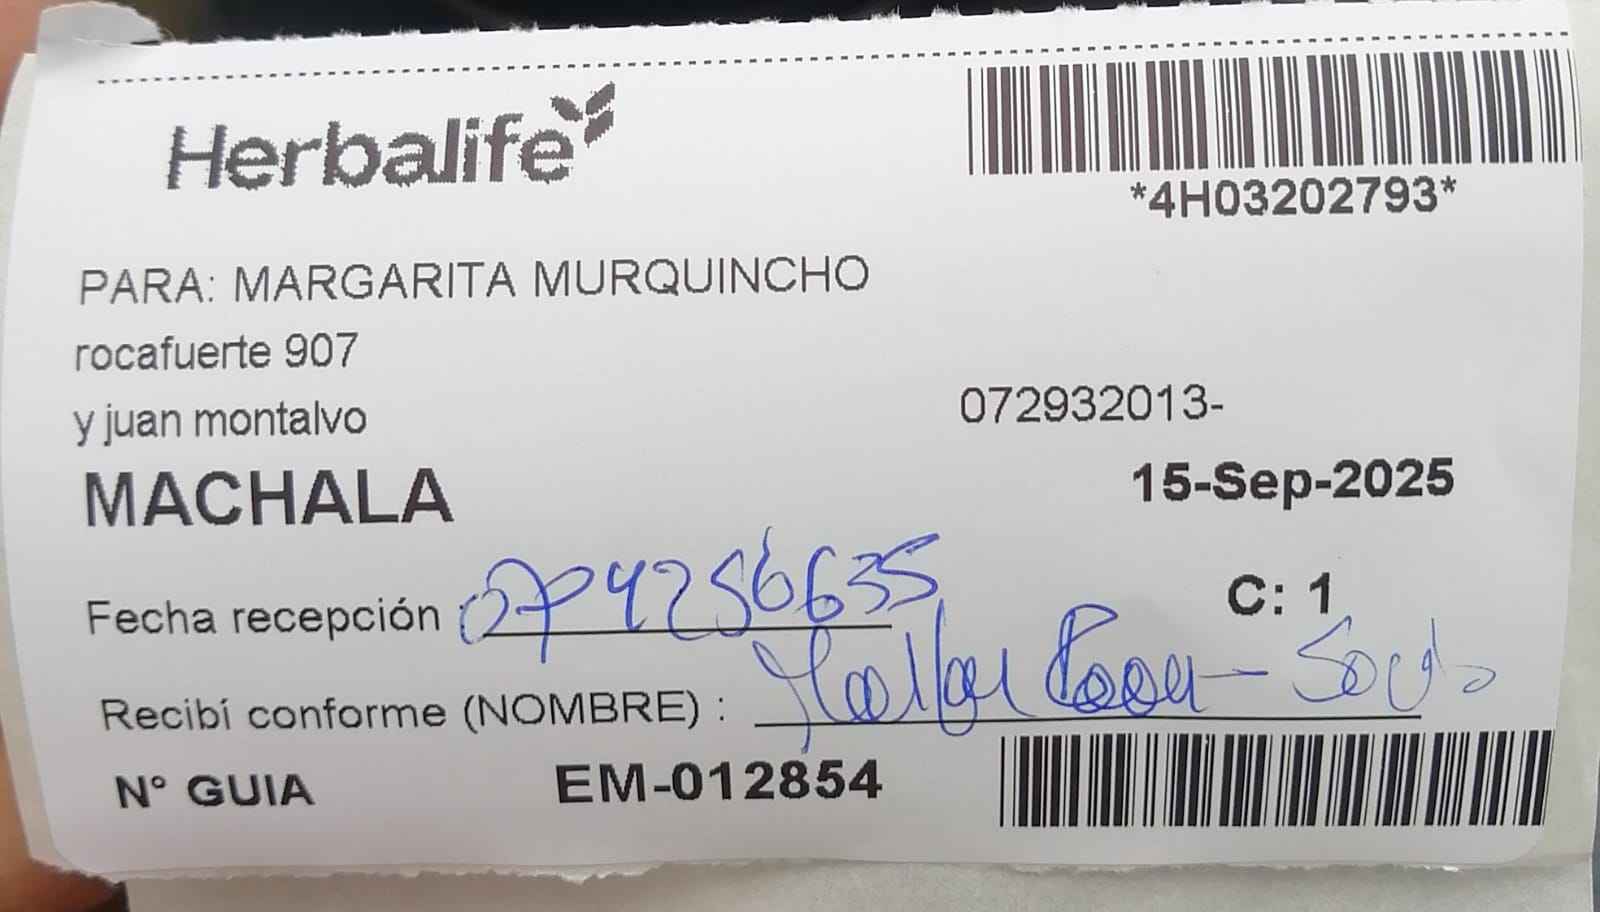 Herbalife
*4H03202793*
PARA: MARGARITA MURQUINCHO
rocafuerte 907
y juan montalvo
072932013-
MACHALA
15-Sep-2025
Fecha recepción 074256635
C: 1
Recibí conforme (NOMBRE) :
N° GUIA EM-012854